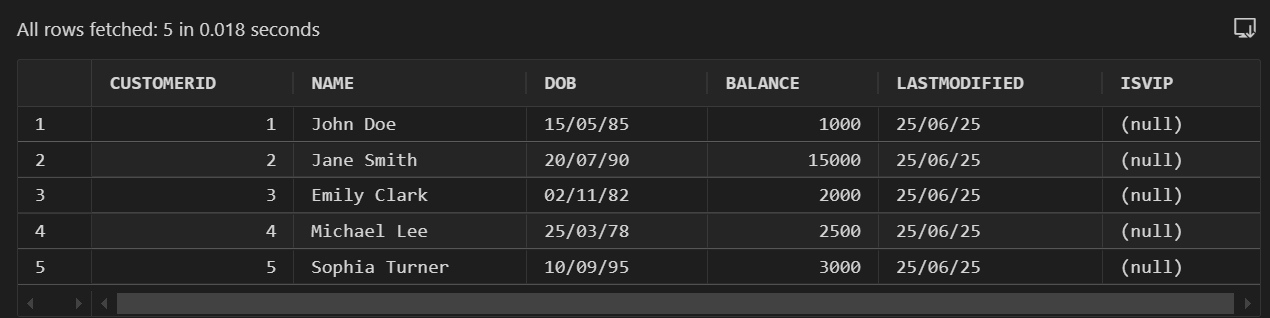 All rows fetched: 5 in 0.018 seconds
CUSTOMERID NAME DOB BALANCE LASTMODIFIED ISVIP
1 1 John Doe 15/05/85 1000 25/06/25 (null)
2 2 Jane Smith 20/07/90 15000 25/06/25 (null)
3 3 Emily Clark 02/11/82 2000 25/06/25 (null)
4 4 Michael Lee 25/03/78 2500 25/06/25 (null)
5 5 Sophia Turner 10/09/95 3000 25/06/25 (null)